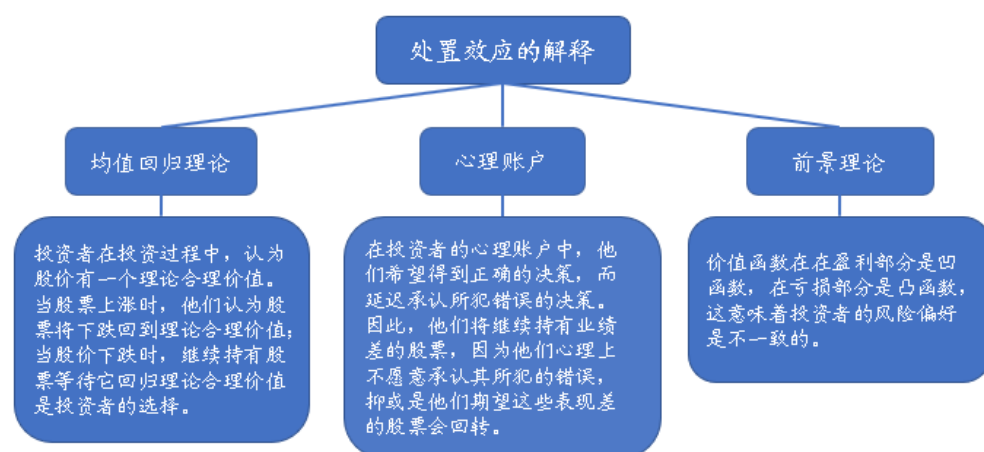 处置效应的解释
均值回归理论
心理账户
前景理论
投资者在投资过程中，认为
股价有一个理论合理价值。
当股票上涨时，他们认为股
票将下跌回到理论合理价值；
当股价下跌时，继续持有股
票等待它回归理论合理价值
是投资者的选择。
在投资者的心理账户中，他
们希望得到正确的决策，而
延迟承认所犯错误的决策。
因此，他们将继续持有业绩
差的股票，因为他们心理上
不愿意承认其所犯的错误，
抑或是他们期望这些表现差
的股票会回转。
价值函数在在盈利部分是凹
函数，在亏损部分是凸函数，
这意味着投资者的风险偏好
是不一致的。